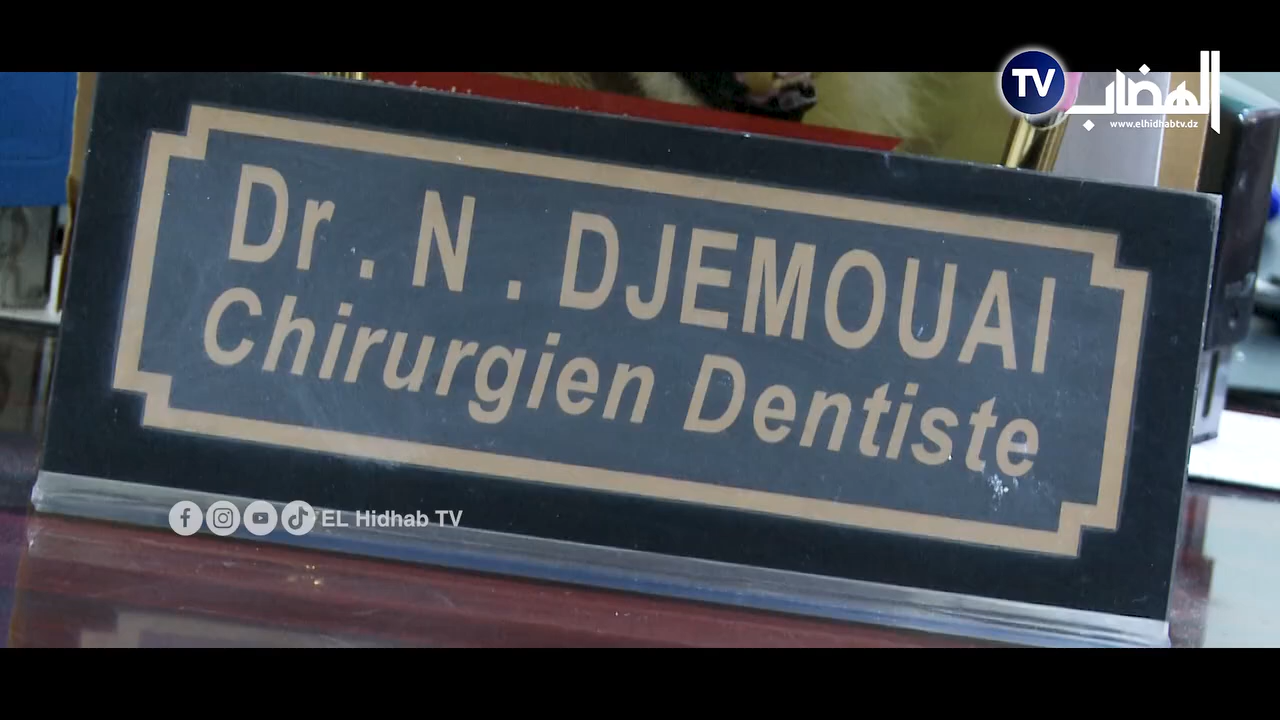 TV الهضاب
www.elhidhabtv.dz
Dr . N . DJEMOUAI
Chirurgien Dentiste
EL Hidhab TV